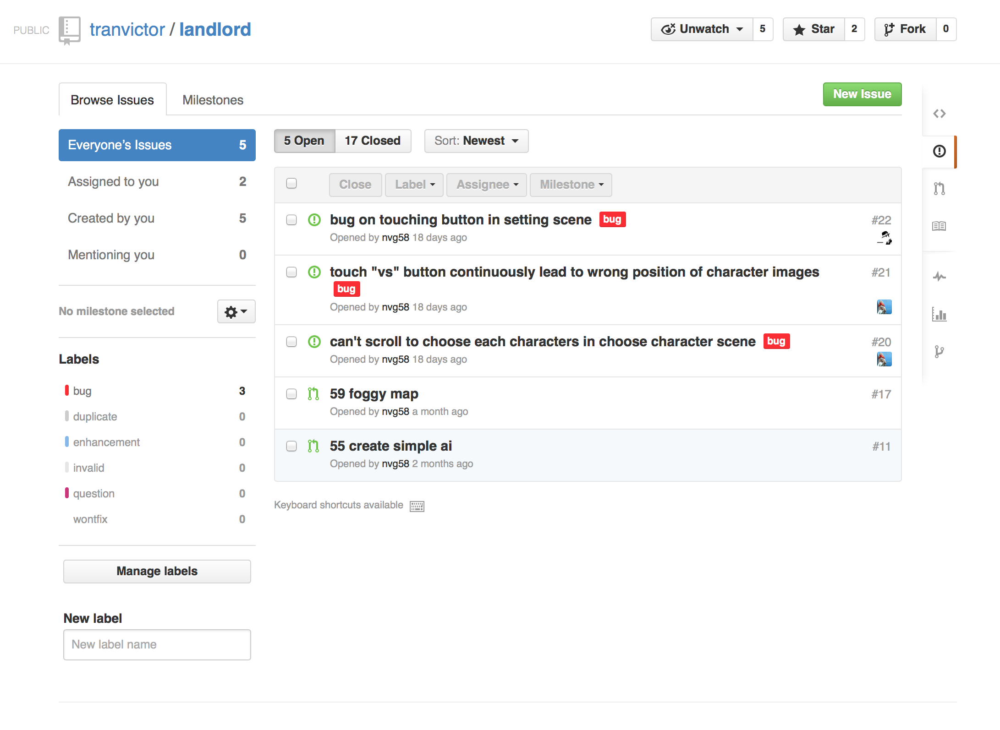 PUBLIC tranvictor / landlord Unwatch 5 Star 2 Fork 0
Browse Issues Milestones New Issue
Everyone’s Issues 5
Assigned to you 2
Created by you 5
Mentioning you 0
No milestone selected
Labels
bug 3
duplicate 0
enhancement 0
invalid 0
question 0
wontfix 0
Manage labels
New label
New label name
5 Open 17 Closed Sort: Newest
Close Label Assignee Milestone
bug on touching button in setting scene bug #22
Opened by nvg58 18 days ago
touch "vs" button continuously lead to wrong position of character images #21
bug
Opened by nvg58 18 days ago
can't scroll to choose each characters in choose character scene bug #20
Opened by nvg58 18 days ago
59 foggy map #17
Opened by nvg58 a month ago
55 create simple ai #11
Opened by nvg58 2 months ago
Keyboard shortcuts available